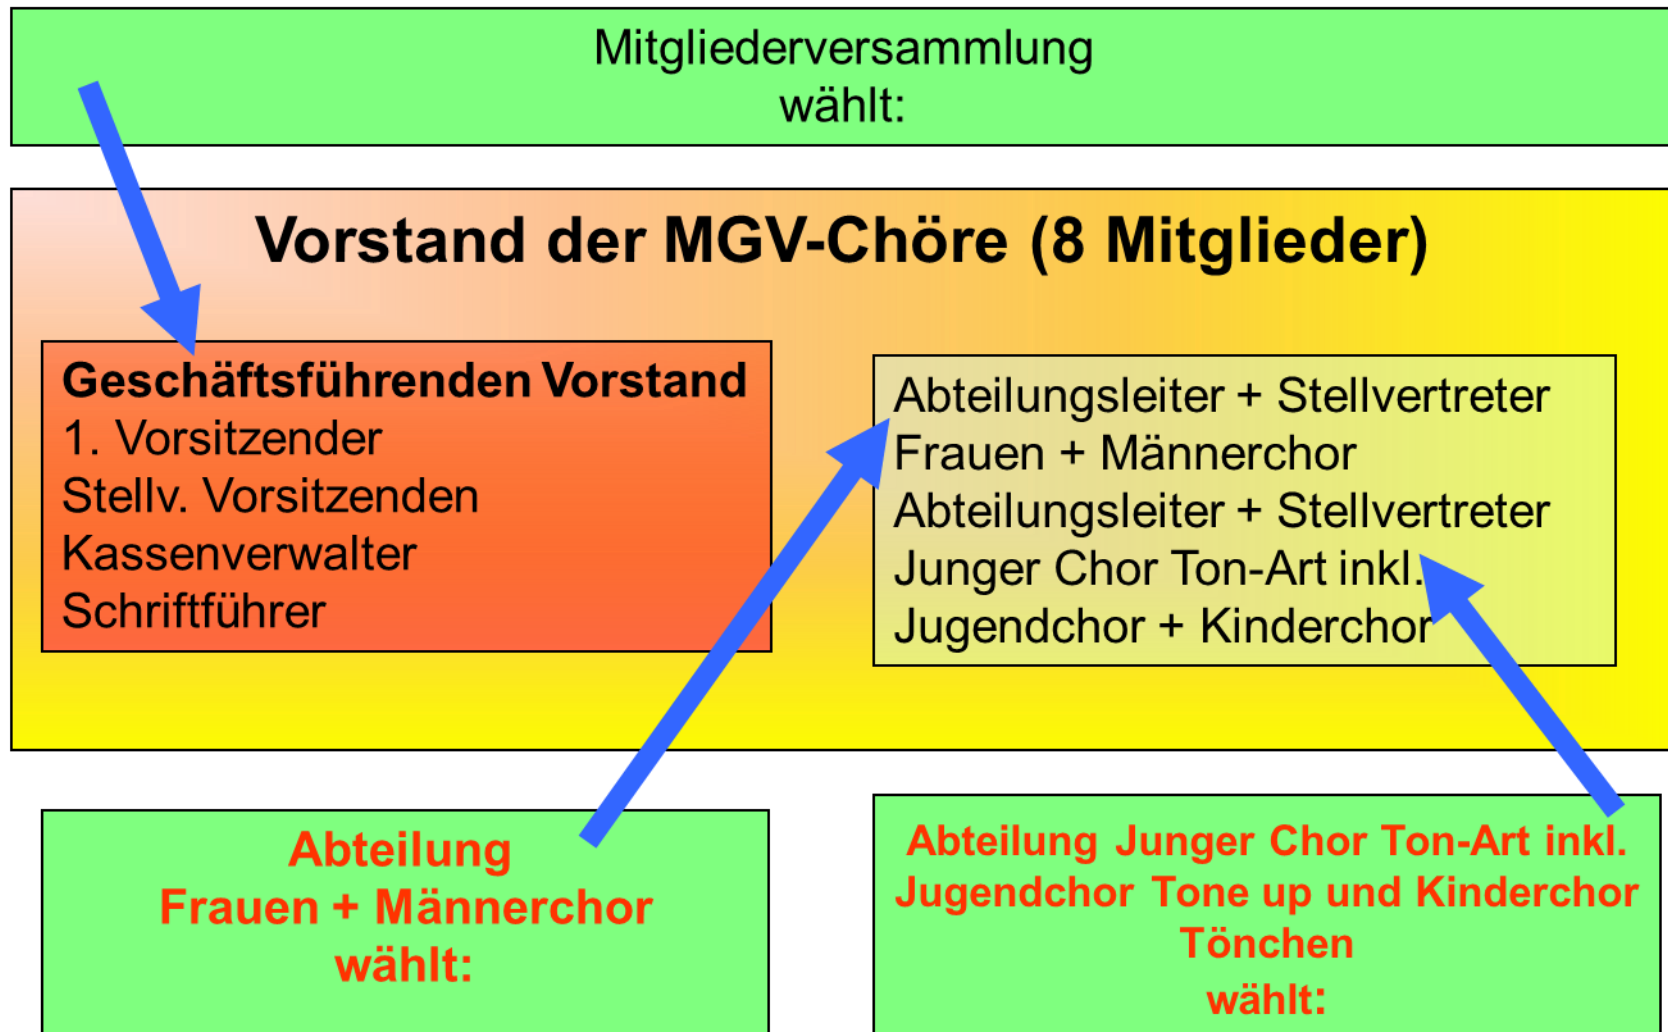 Mitgliederversammlung
wählt:
Vorstand der MGV-Chöre (8 Mitglieder)
Geschäftsführenden Vorstand
1. Vorsitzender
Stellv. Vorsitzenden
Kassenverwalter
Schriftführer
Abteilungsleiter + Stellvertreter
Frauen + Männerchor
Abteilungsleiter + Stellvertreter
Junger Chor Ton-Art inkl.
Jugendchor + Kinderchor
Abteilung
Frauen + Männerchor
wählt:
Abteilung Junger Chor Ton-Art inkl.
Jugendchor Tone up und Kinderchor
Tönchen
wählt: